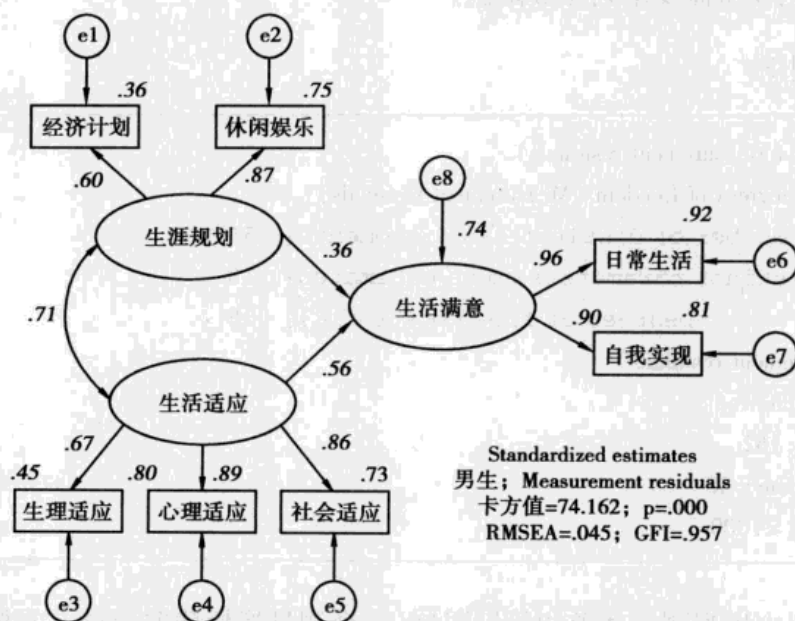 e1
e2
.36
.75
经济计划
休闲娱乐
.60
.87
e8
生涯规划
.36
.74
.92
.96
日常生活
e6
.71
生活满意
.81
.90
自我实现
e7
.56
生活适应
.67
.86
.45
.80
.89
.73
生理适应
心理适应
社会适应
e3
e4
e5
Standardized estimates
男生；Measurement residuals
卡方值=74.162；p=.000
RMSEA=.045；GFI=.957